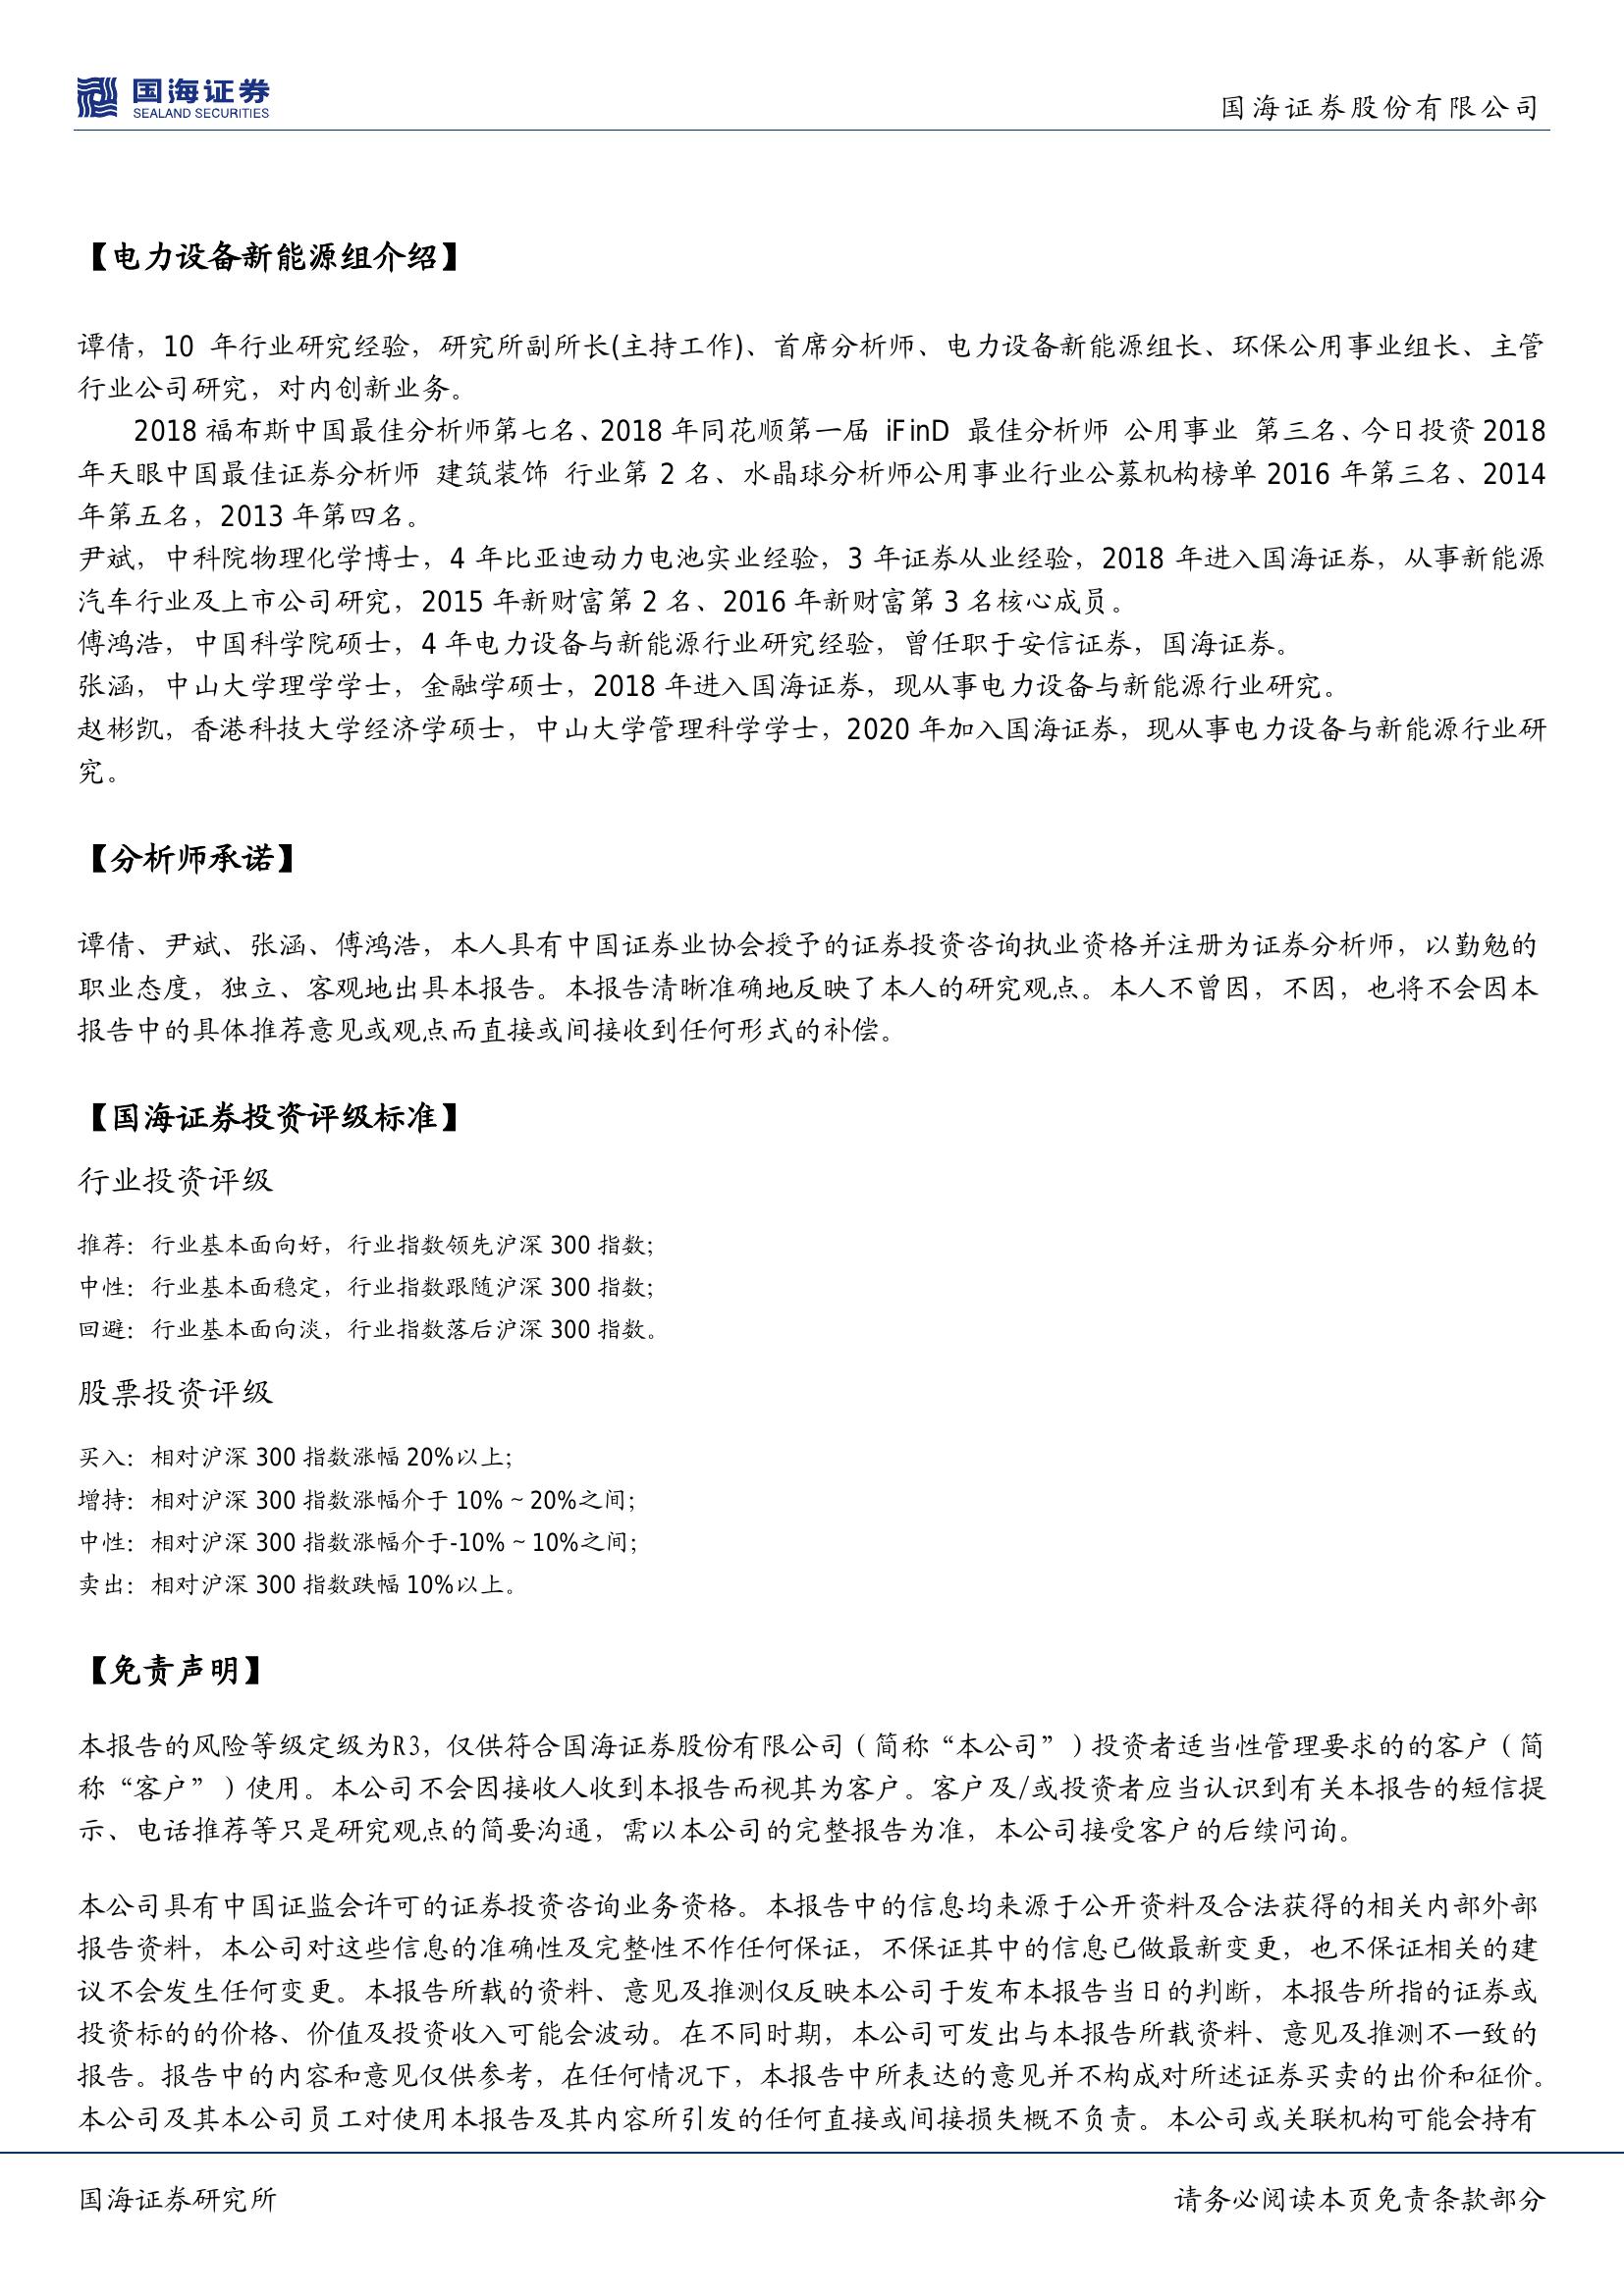 国海证券
SEALAND SECURITIES
国海证券股份有限公司
【电力设备新能源组介绍】
谭倩，10 年行业研究经验，研究所副所长(主持工作)、首席分析师、电力设备新能源组长、环保公用事业组长、主管
行业公司研究，对内创新业务。
2018 福布斯中国最佳分析师第七名、2018 年同花顺第一届 iFinD 最佳分析师 公用事业 第三名、今日投资 2018
年天眼中国最佳证券分析师 建筑装饰 行业第 2 名、水晶球分析师公用事业行业公募机构榜单 2016 年第三名、2014
年第五名，2013 年第四名。
尹斌，中科院物理化学博士，4 年比亚迪动力电池实业经验，3 年证券从业经验，2018 年进入国海证券，从事新能源
汽车行业及上市公司研究，2015 年新财富第 2 名、2016 年新财富第 3 名核心成员。
傅鸿浩，中国科学院硕士，4 年电力设备与新能源行业研究经验，曾任职于安信证券，国海证券。
张涵，中山大学理学学士，金融学硕士，2018 年进入国海证券，现从事电力设备与新能源行业研究。
赵彬凯，香港科技大学经济学硕士，中山大学管理科学学士，2020 年加入国海证券，现从事电力设备与新能源行业研
究。
【分析师承诺】
谭倩、尹斌、张涵、傅鸿浩，本人具有中国证券业协会授予的证券投资咨询执业资格并注册为证券分析师，以勤勉的
职业态度，独立、客观地出具本报告。本报告清晰准确地反映了本人的研究观点。本人不曾因，不因，也将不会因本
报告中的具体推荐意见或观点而直接或间接收到任何形式的补偿。
【国海证券投资评级标准】
行业投资评级
推荐：行业基本面向好，行业指数领先沪深 300 指数；
中性：行业基本面稳定，行业指数跟随沪深 300 指数；
回避：行业基本面向淡，行业指数落后沪深 300 指数。
股票投资评级
买入：相对沪深 300 指数涨幅 20%以上；
增持：相对沪深 300 指数涨幅介于 10%～20%之间；
中性：相对沪深 300 指数涨幅介于-10%～10%之间；
卖出：相对沪深 300 指数跌幅 10%以上。
【免责声明】
本报告的风险等级定级为R3，仅供符合国海证券股份有限公司（简称“本公司”）投资者适当性管理要求的的客户（简
称“客户”）使用。本公司不会因接收人收到本报告而视其为客户。客户及/或投资者应当认识到有关本报告的短信提
示、电话推荐等只是研究观点的简要沟通，需以本公司的完整报告为准，本公司接受客户的后续问询。
本公司具有中国证监会许可的证券投资咨询业务资格。本报告中的信息均来源于公开资料及合法获得的相关内部外部
报告资料，本公司对这些信息的准确性及完整性不作任何保证，不保证其中的信息已做最新变更，也不保证相关的建
议不会发生任何变更。本报告所载的资料、意见及推测仅反映本公司于发布本报告当日的判断，本报告所指的证券或
投资标的的价格、价值及投资收入可能会波动。在不同时期，本公司可发出与本报告所载资料、意见及推测不一致的
报告。报告中的内容和意见仅供参考，在任何情况下，本报告中所表达的意见并不构成对所述证券买卖的出价和征价。
本公司及其本公司员工对使用本报告及其内容所引发的任何直接或间接损失概不负责。本公司或关联机构可能会持有
国海证券研究所
请务必阅读本页免责条款部分